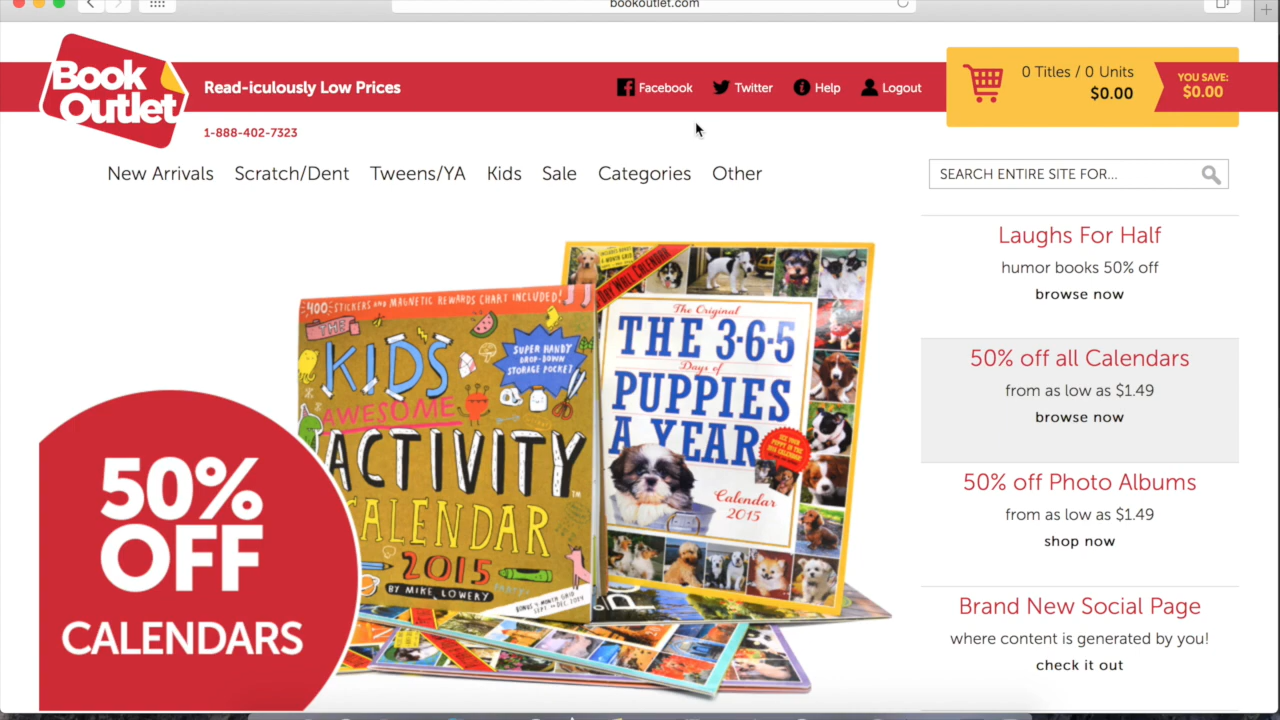 bookoutlet.com
Book
Outlet
Read-iculously Low Prices
Facebook
Twitter
Help
Logout
0 Titles / 0 Units
$0.00
YOU SAVE:
$0.00
1-888-402-7323
New Arrivals
Scratch/Dent
Tweens/YA
Kids
Sale
Categories
Other
SEARCH ENTIRE SITE FOR...
400 STICKERS AND MAGNETIC REWARDS CHART INCLUDED!
THE
KIDS
AWESOME
ACTIVITY
CALENDAR
2015
BY MIKE LOWERY
SUPER HANDY
DROP-DOWN
STORAGE POCKET
The Original
THE 3·6·5
Days of
PUPPIES
A YEAR
Calendar
2015
50%
OFF
CALENDARS
Laughs For Half
humor books 50% off
browse now
50% off all Calendars
from as low as $1.49
browse now
50% off Photo Albums
from as low as $1.49
shop now
Brand New Social Page
where content is generated by you!
check it out